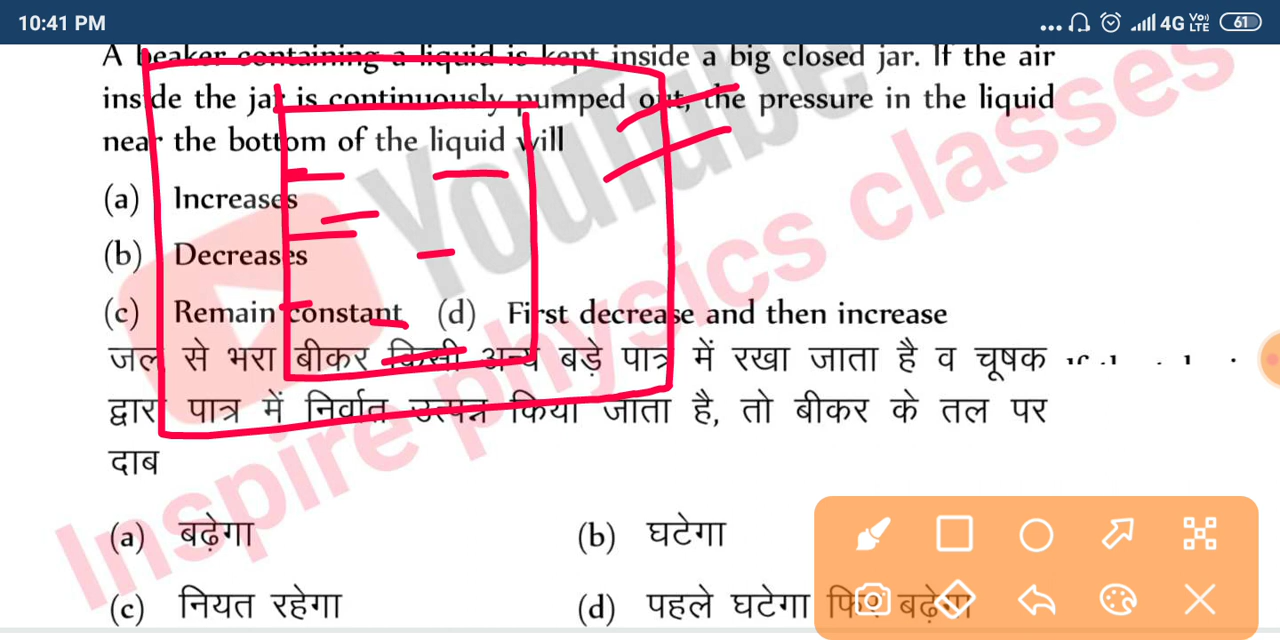 10:41 PM
... 4G Vo) LTE 61
A beaker containing a liquid is kept inside a big closed jar. If the air
inside the jar is continuously pumped out, the pressure in the liquid
near the bottom of the liquid will
(a) Increases
(b) Decreases
(c) Remain constant (d) First decrease and then increase
जल से भरा बीकर किसी अन्य बड़े पात्र में रखा जाता है व चूषक
द्वारा पात्र में निर्वात उत्पन्न किया जाता है, तो बीकर के तल पर
दाब
(a) बढ़ेगा (b) घटेगा
(c) नियत रहेगा (d) पहले घटेगा फिर बढ़ेगा
YouTube
Inspire physics classes